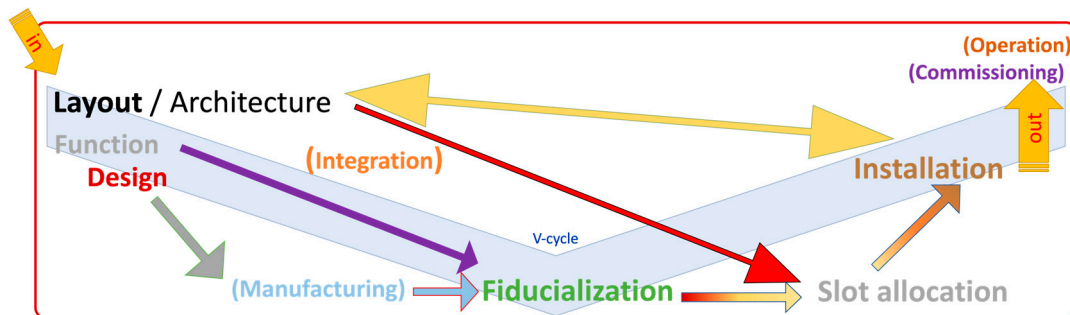 in
(Operation)
(Commissioning)
Layout / Architecture
Function
(Integration)
out
Design
Installation
V-cycle
(Manufacturing)
Fiducialization
Slot allocation